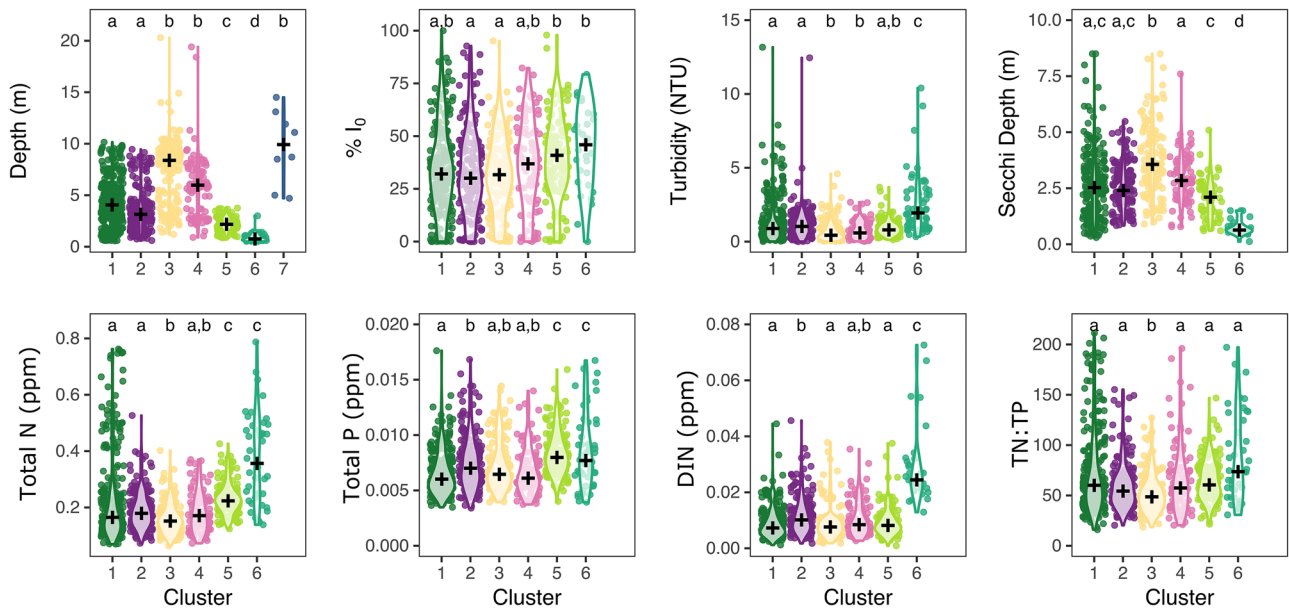 Depth (m)
20
15
10
5
0
a a b b c d b
1 2 3 4 5 6 7
% I0
100
75
50
25
0
a,b a a a,b b b
1 2 3 4 5 6
Turbidity (NTU)
15
10
5
0
a a b b a,b c
1 2 3 4 5 6
Secchi Depth (m)
10.0
7.5
5.0
2.5
0.0
a,c a,c b a c d
1 2 3 4 5 6
Total N (ppm)
0.8
0.6
0.4
0.2
a a b a,b c c
1 2 3 4 5 6
Cluster
Total P (ppm)
0.020
0.015
0.010
0.005
0.000
a b a,b a,b c c
1 2 3 4 5 6
Cluster
DIN (ppm)
0.08
0.06
0.04
0.02
0.00
a b a a,b a c
1 2 3 4 5 6
Cluster
TN:TP
200
150
100
50
0
a a b a a a
1 2 3 4 5 6
Cluster